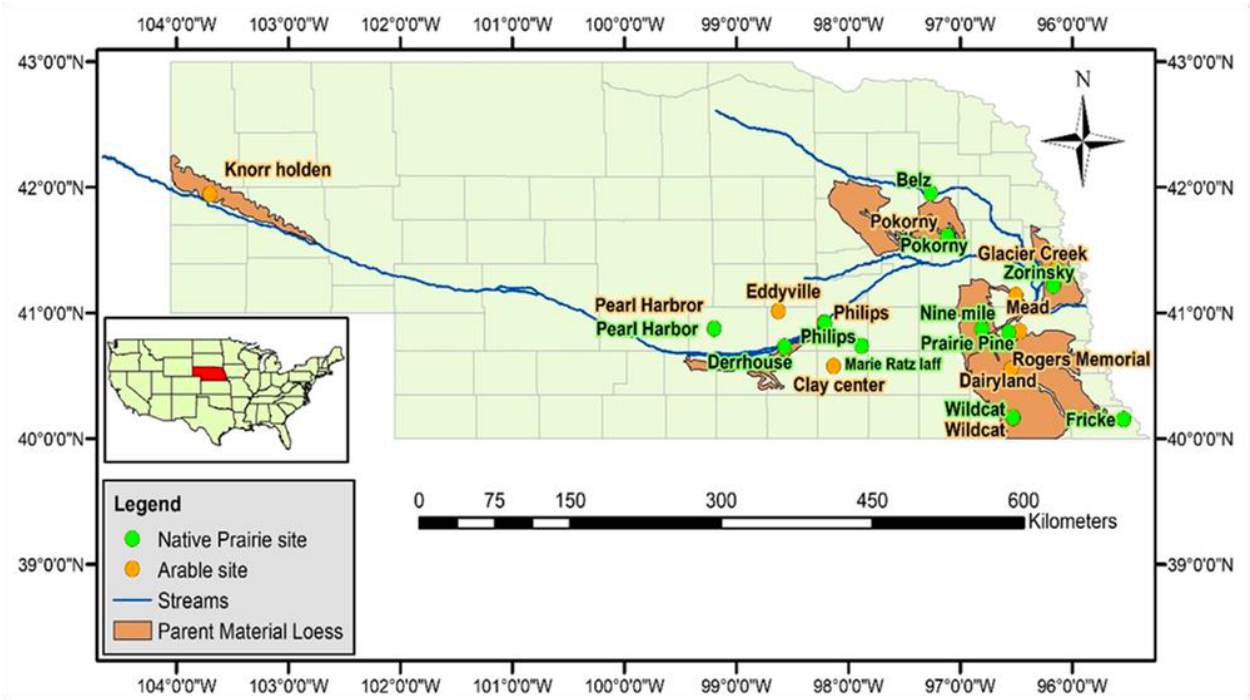 104°0'0"W 103°0'0"W 102°0'0"W 101°0'0"W 100°0'0"W 99°0'0"W 98°0'0"W 97°0'0"W 96°0'0"W
43°0'0"N 43°0'0"N
N
Knorr holden
42°0'0"N 42°0'0"N
Belz
Pokorny
Pokorny
Glacier Creek
Zorinsky
Eddyville
Pearl Harbror
Mead
41°0'0"N 41°0'0"N
Philips
Nine mile
Pearl Harbor
Philips
Prairie Pine
Derrhouse
Marie Ratz laff
Rogers Memorial
Clay center
Dairyland
Wildcat
Fricke
Wildcat
40°0'0"N 40°0'0"N
0 75 150 300 450 600
Kilometers
Legend
Native Prairie site
Arable site
Streams
Parent Material Loess
39°0'0"N 39°0'0"N
104°0'0"W 103°0'0"W 102°0'0"W 101°0'0"W 100°0'0"W 99°0'0"W 98°0'0"W 97°0'0"W 96°0'0"W